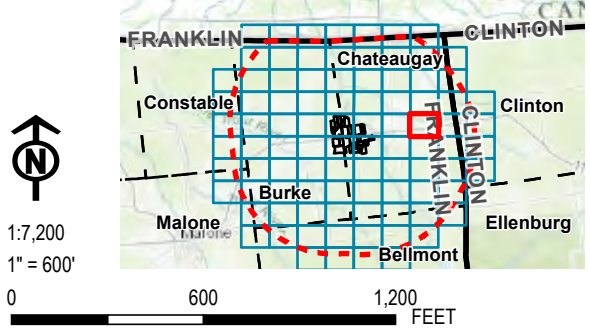 FRANKLIN
CLINTON
Chateaugay
Constable
Clinton
FRANKLIN
CLINTON
N
Burke
Malone
Malone
Ellenburg
Bellmont
1:7,200
1" = 600'
0 600 1,200
FEET